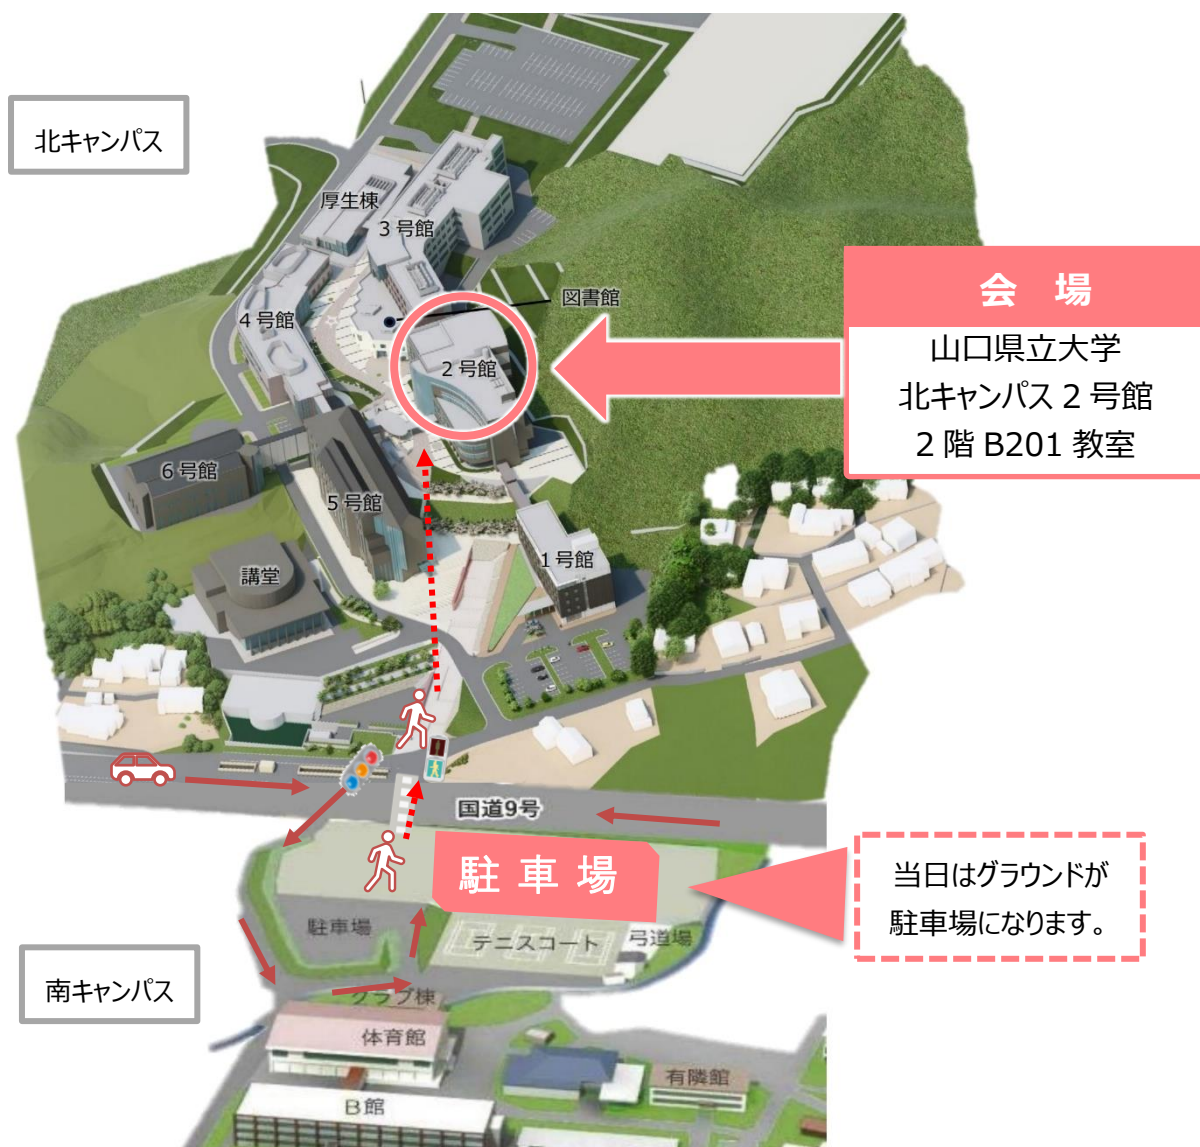 北キャンパス
厚生棟
３号館
図書館
４号館
２号館
会　場
山口県立大学
北キャンパス２号館
２階 B201 教室
６号館
５号館
１号館
講堂
国道9号
駐 車 場
当日はグラウンドが
駐車場になります。
駐車場
テニスコート
弓道場
南キャンパス
クラブ棟
体育館
有隣館
B館